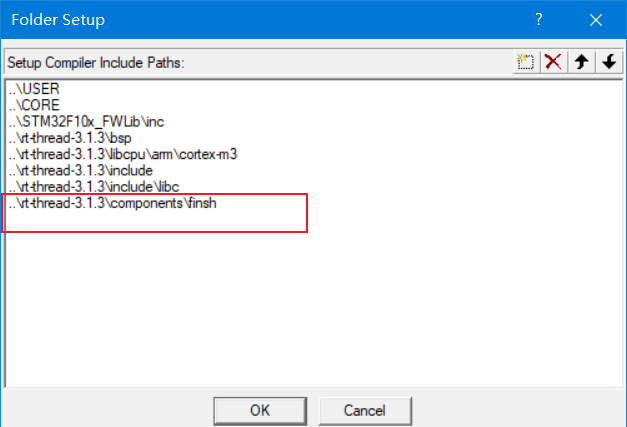 Folder Setup
?
Setup Compiler Include Paths:
..\USER
..\CORE
..\STM32F10x_FWLib\inc
..\rt-thread-3.1.3\bsp
..\rt-thread-3.1.3\libcpu\arm\cortex-m3
..\rt-thread-3.1.3\include
..\rt-thread-3.1.3\include\libc
..\rt-thread-3.1.3\components\finsh
OK Cancel